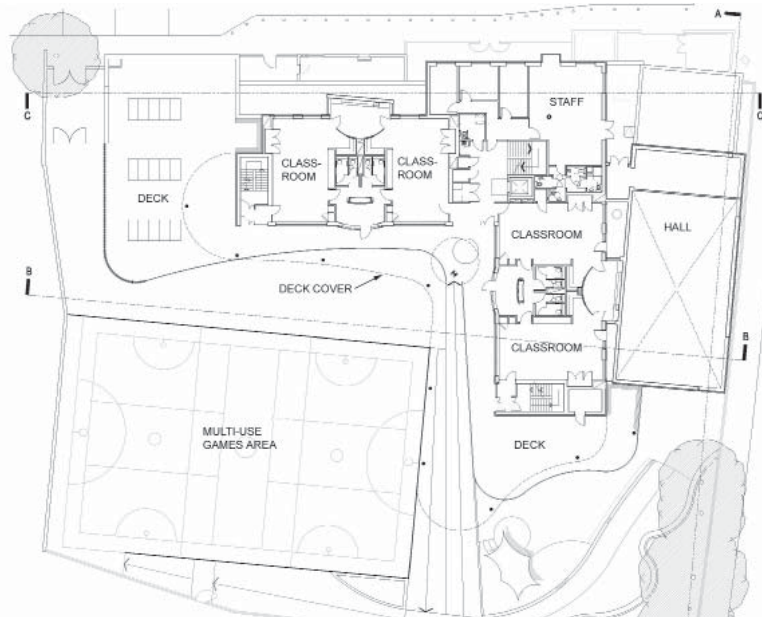 A
C
C
STAFF
CLASS-
ROOM
CLASS-
ROOM
DECK
CLASSROOM
HALL
B
DECK COVER
B
CLASSROOM
MULTI-USE
GAMES AREA
DECK